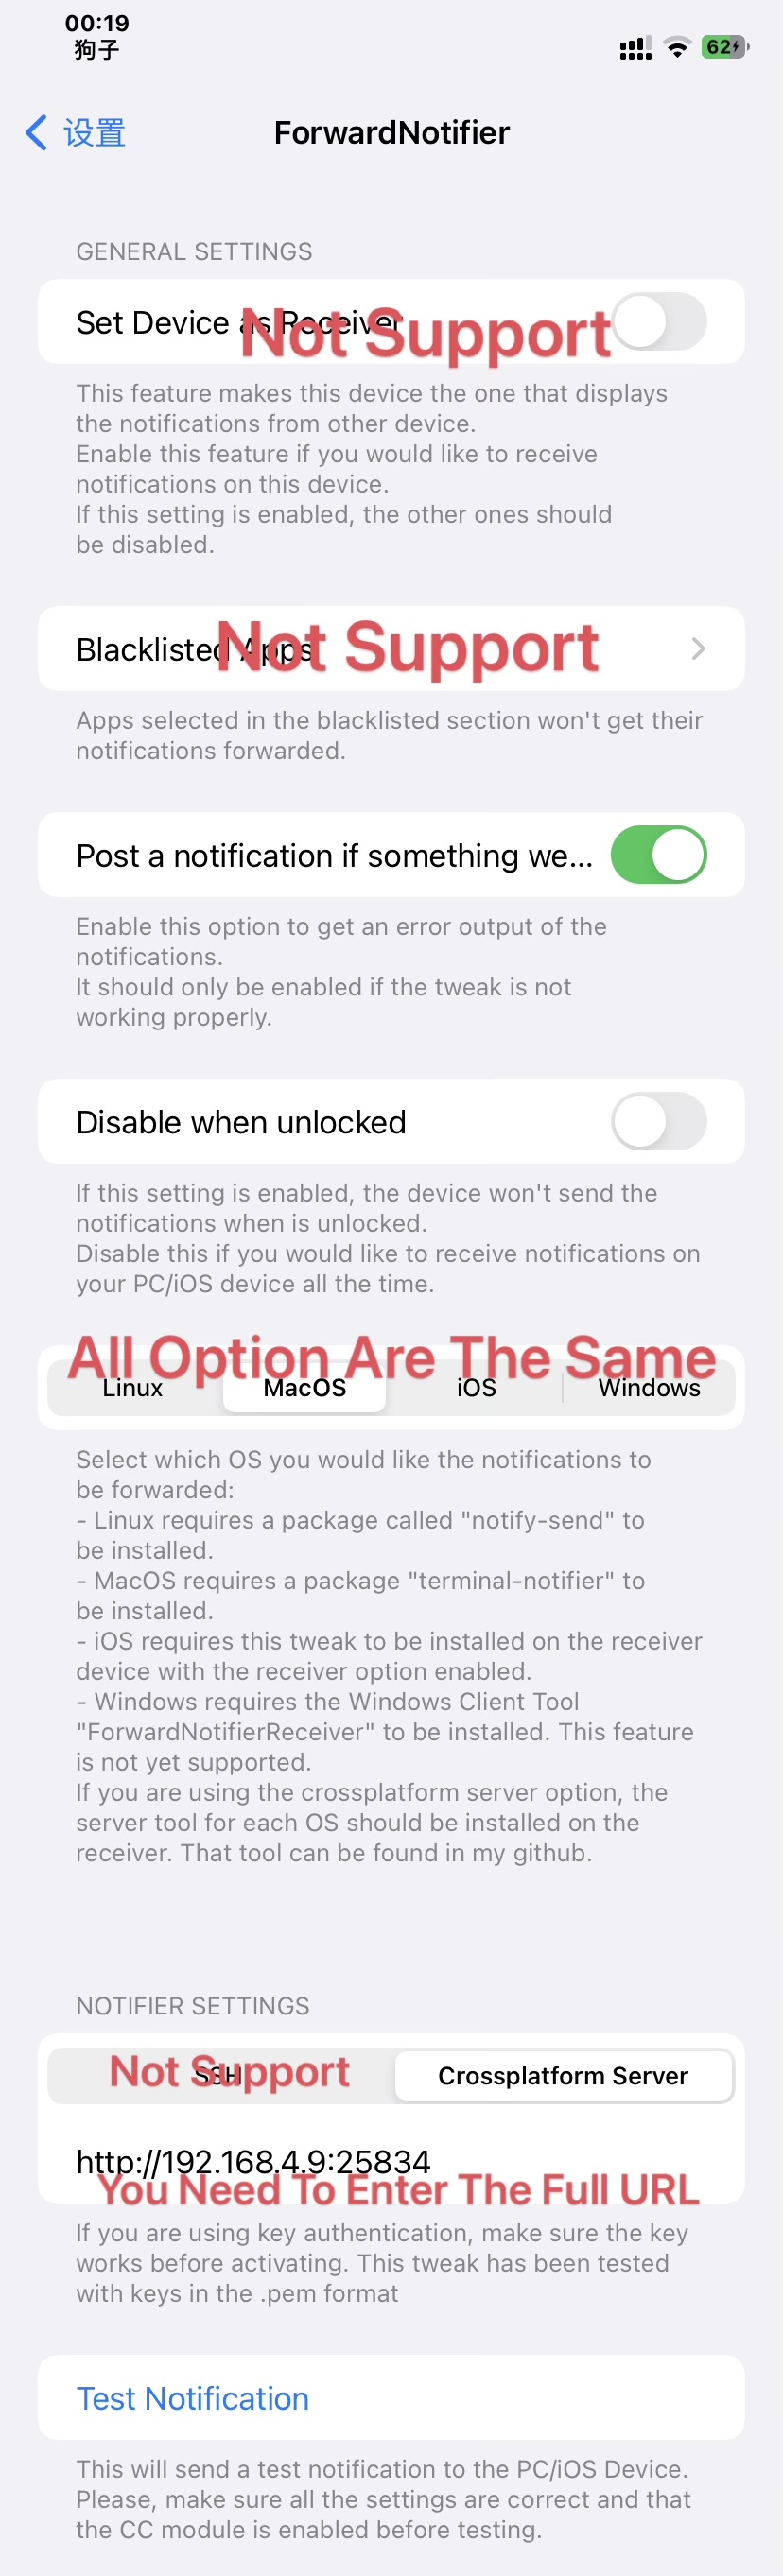 00:19
狗子
62
设置
ForwardNotifier
GENERAL SETTINGS
Set Device as Receiver
Not Support
This feature makes this device the one that displays
the notifications from other device.
Enable this feature if you would like to receive
notifications on this device.
If this setting is enabled, the other ones should
be disabled.
Blacklisted Apps
Not Support
Apps selected in the blacklisted section won't get their
notifications forwarded.
Post a notification if something we...
Enable this option to get an error output of the
notifications.
It should only be enabled if the tweak is not
working properly.
Disable when unlocked
If this setting is enabled, the device won't send the
notifications when is unlocked.
Disable this if you would like to receive notifications on
your PC/iOS device all the time.
All Option Are The Same
Linux MacOS iOS Windows
Select which OS you would like the notifications to
be forwarded:
- Linux requires a package called "notify-send" to
be installed.
- MacOS requires a package "terminal-notifier" to
be installed.
- iOS requires this tweak to be installed on the receiver
device with the receiver option enabled.
- Windows requires the Windows Client Tool
"ForwardNotifierReceiver" to be installed. This feature
is not yet supported.
If you are using the crossplatform server option, the
server tool for each OS should be installed on the
receiver. That tool can be found in my github.
NOTIFIER SETTINGS
SSH Crossplatform Server
Not Support
http://192.168.4.9:25834
You Need To Enter The Full URL
If you are using key authentication, make sure the key
works before activating. This tweak has been tested
with keys in the .pem format
Test Notification
This will send a test notification to the PC/iOS Device.
Please, make sure all the settings are correct and that
the CC module is enabled before testing.